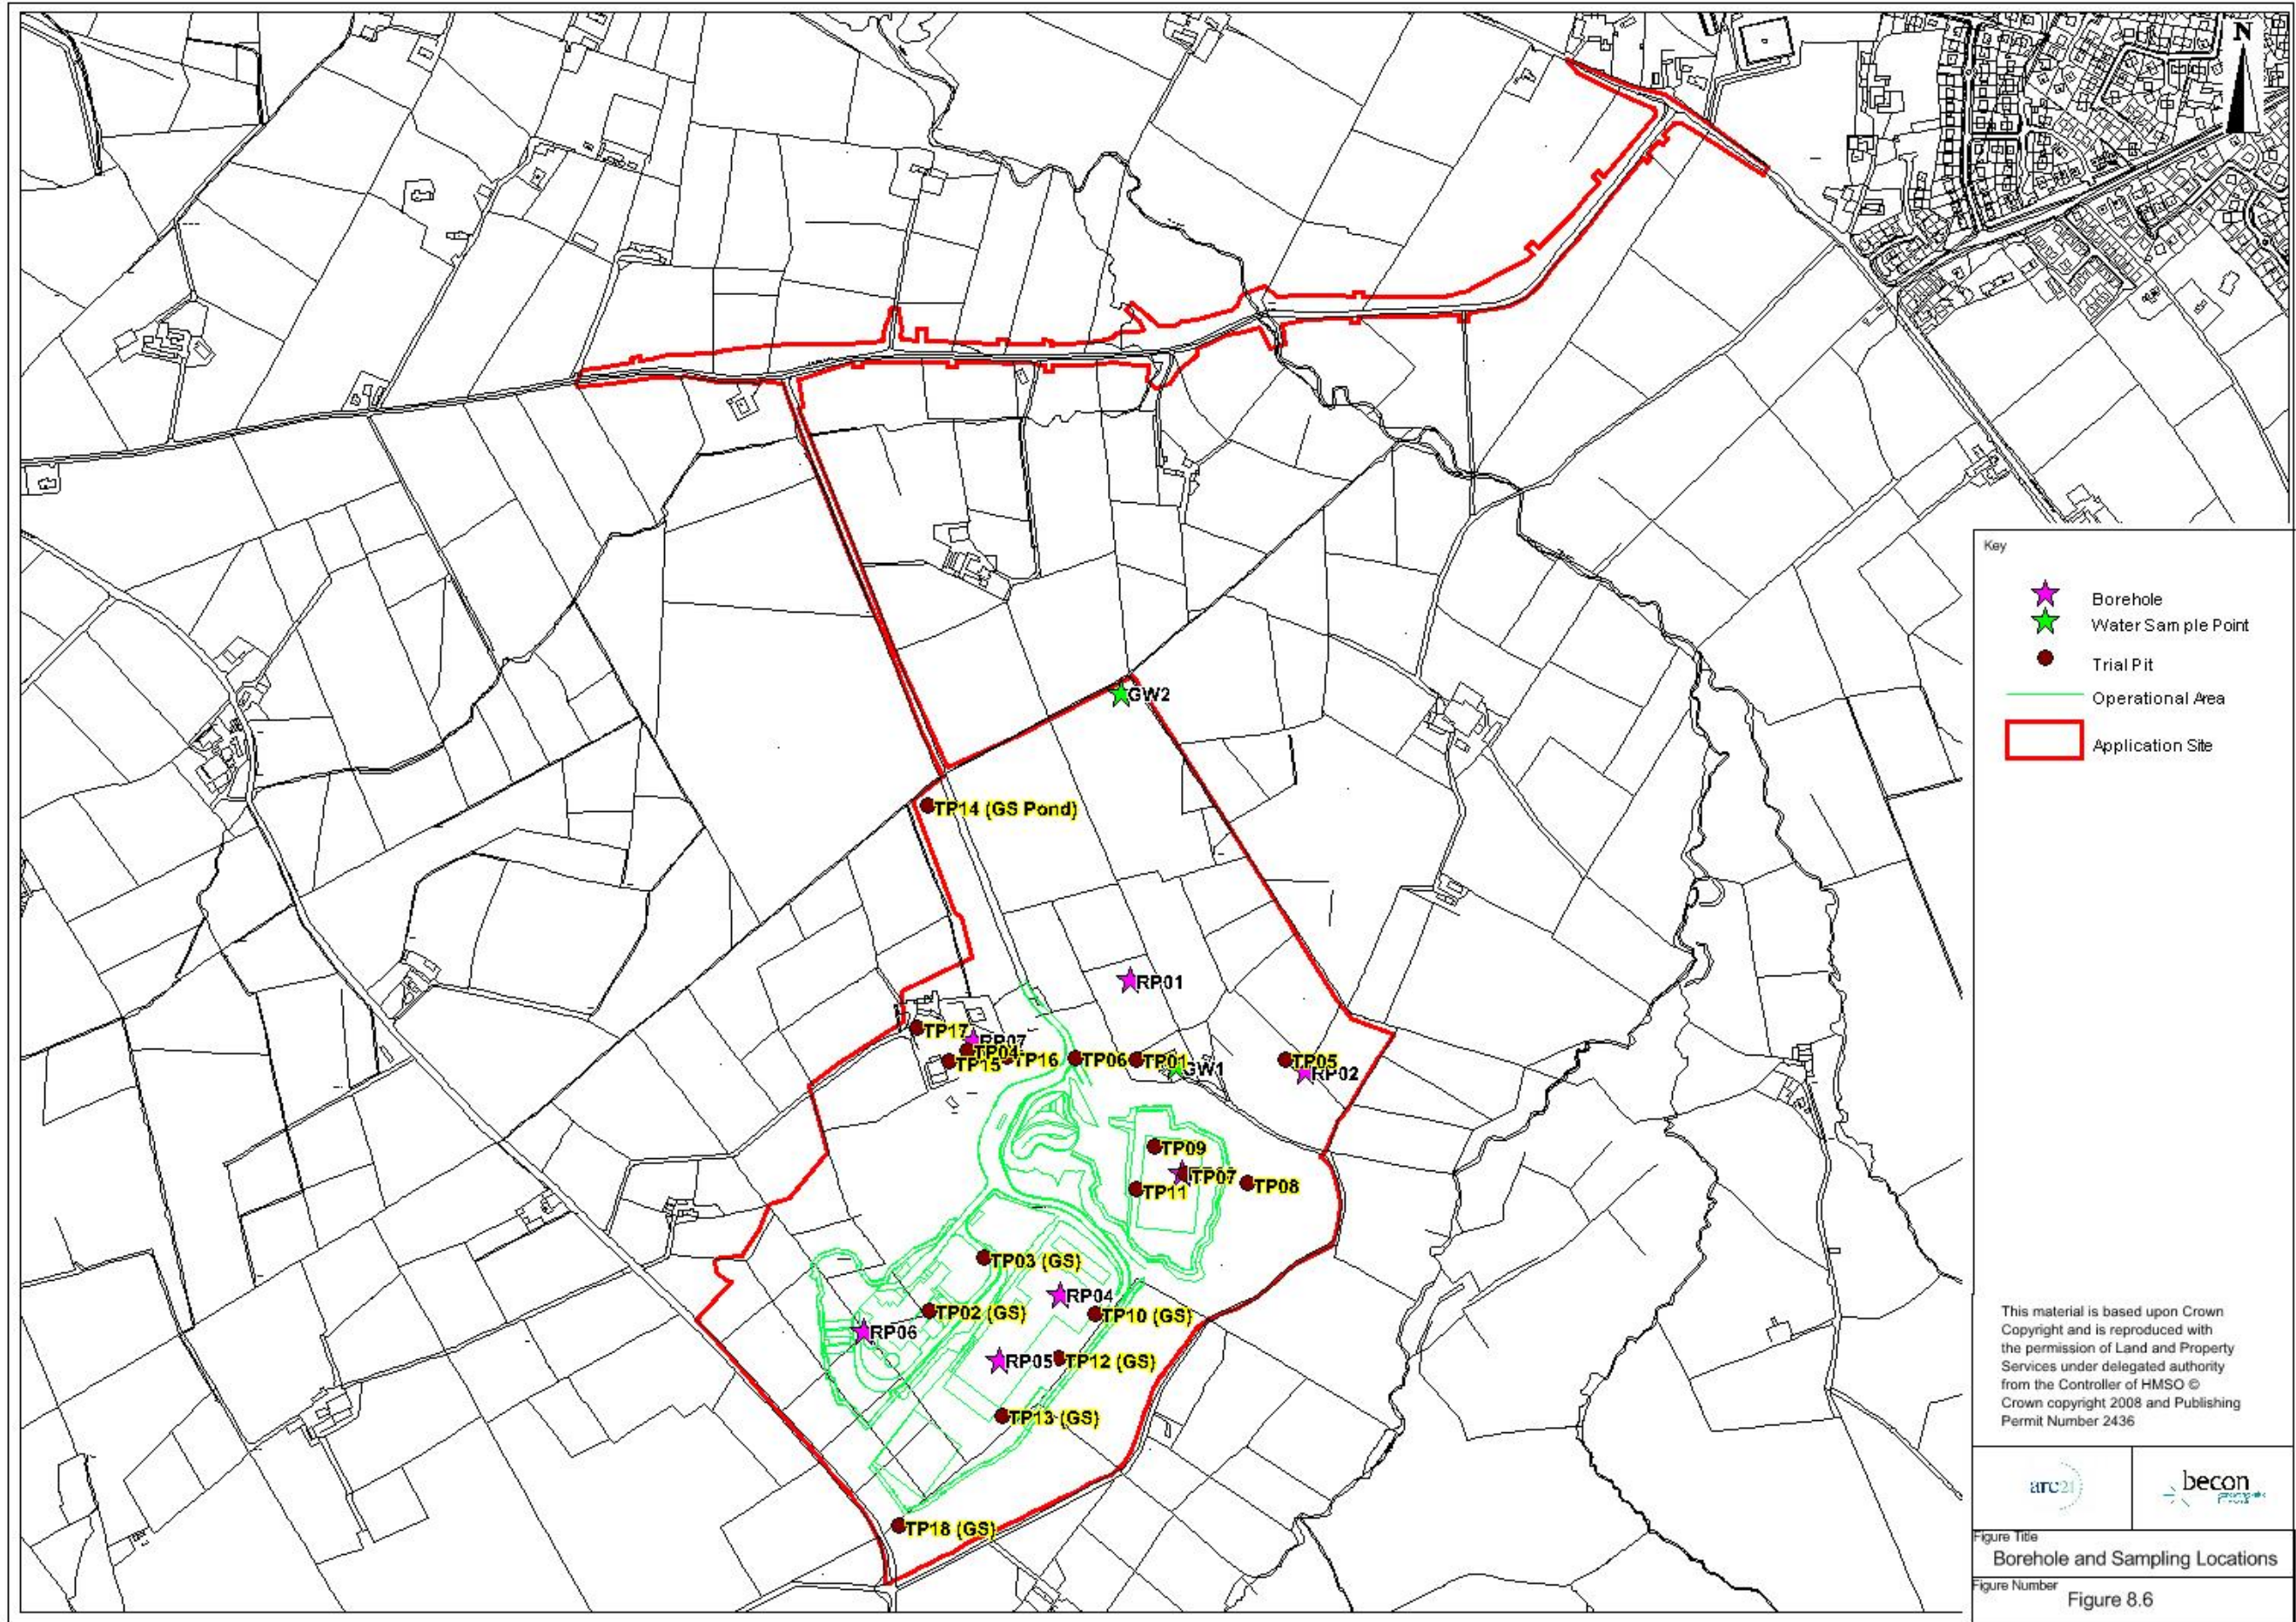 N
GW2
TP14 (GS Pond)
RP01
TP17
RP07
TP04
TP15
TP16
TP06
TP01
GW1
TP05
RP02
TP09
TP07
TP11
TP08
TP03 (GS)
RP04
TP02 (GS)
TP10 (GS)
RP06
RP05
TP12 (GS)
TP13 (GS)
TP18 (GS)
Key
Borehole
Water Sample Point
Trial Pit
Operational Area
Application Site
This material is based upon Crown
Copyright and is reproduced with
the permission of Land and Property
Services under delegated authority
from the Controller of HMSO ©
Crown copyright 2008 and Publishing
Permit Number 2436
arc21
becon
Figure Title
Borehole and Sampling Locations
Figure Number
Figure 8.6